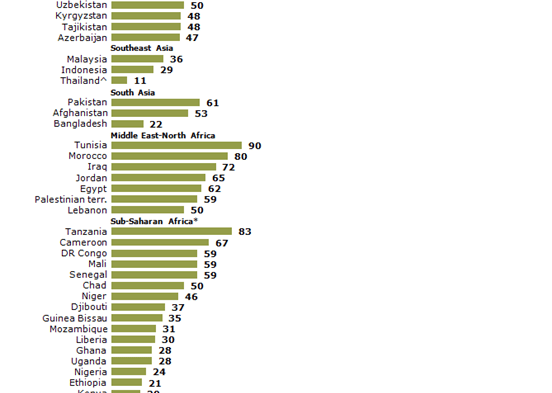 Uzbekistan 50
Kyrgyzstan 48
Tajikistan 48
Azerbaijan 47
Southeast Asia
Malaysia 36
Indonesia 29
Thailand^ 11
South Asia
Pakistan 61
Afghanistan 53
Bangladesh 22
Middle East-North Africa
Tunisia 90
Morocco 80
Iraq 72
Jordan 65
Egypt 62
Palestinian terr. 59
Lebanon 50
Sub-Saharan Africa*
Tanzania 83
Cameroon 67
DR Congo 59
Mali 59
Senegal 59
Chad 50
Niger 46
Djibouti 37
Guinea Bissau 35
Mozambique 31
Liberia 30
Ghana 28
Uganda 28
Nigeria 24
Ethiopia 21